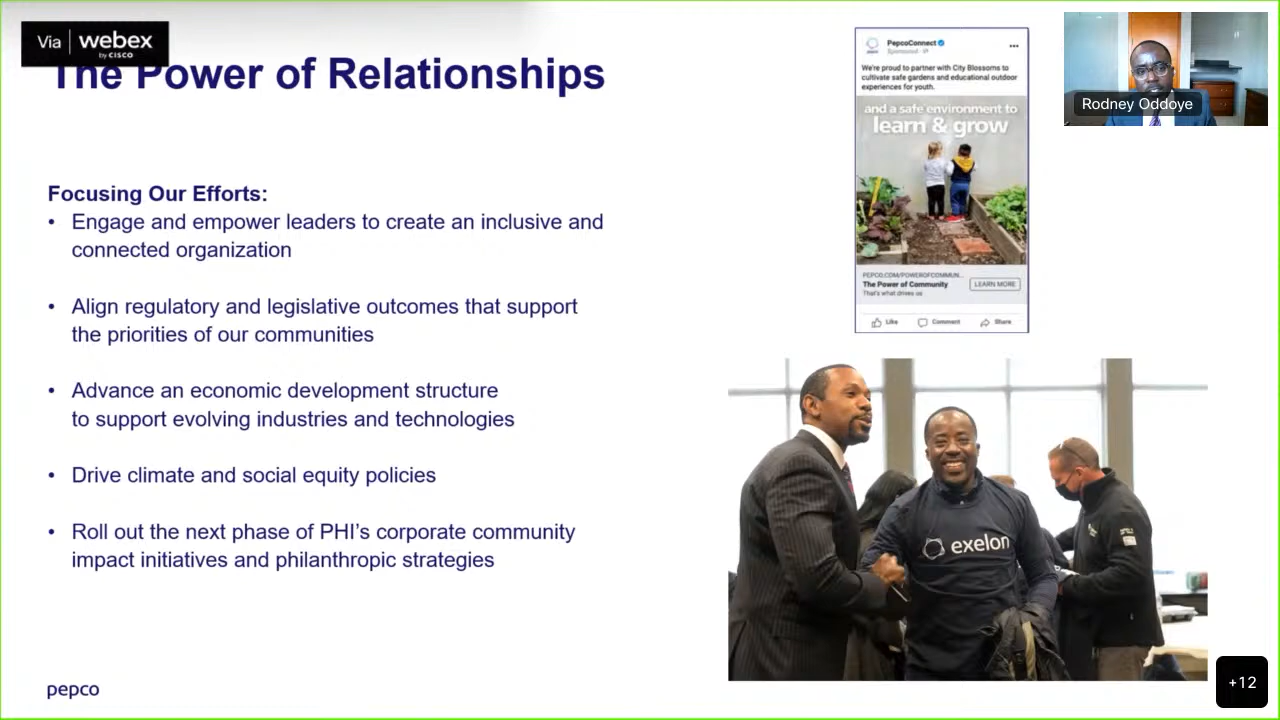 Via webex
by CISCO
The Power of Relationships
Focusing Our Efforts:
• Engage and empower leaders to create an inclusive and
connected organization
• Align regulatory and legislative outcomes that support
the priorities of our communities
• Advance an economic development structure
to support evolving industries and technologies
• Drive climate and social equity policies
• Roll out the next phase of PHI's corporate community
impact initiatives and philanthropic strategies
pepco
PepcoConnect
Sponsored
We're proud to partner with City Blossoms to
cultivate safe gardens and educational outdoor
experiences for youth.
and a safe environment to
learn & grow
PEPCO.COM/POWEROFCOMMUN...
The Power of Community
That's what drives us
LEARN MORE
Like Comment Share
Rodney Oddoye
exelon
+12